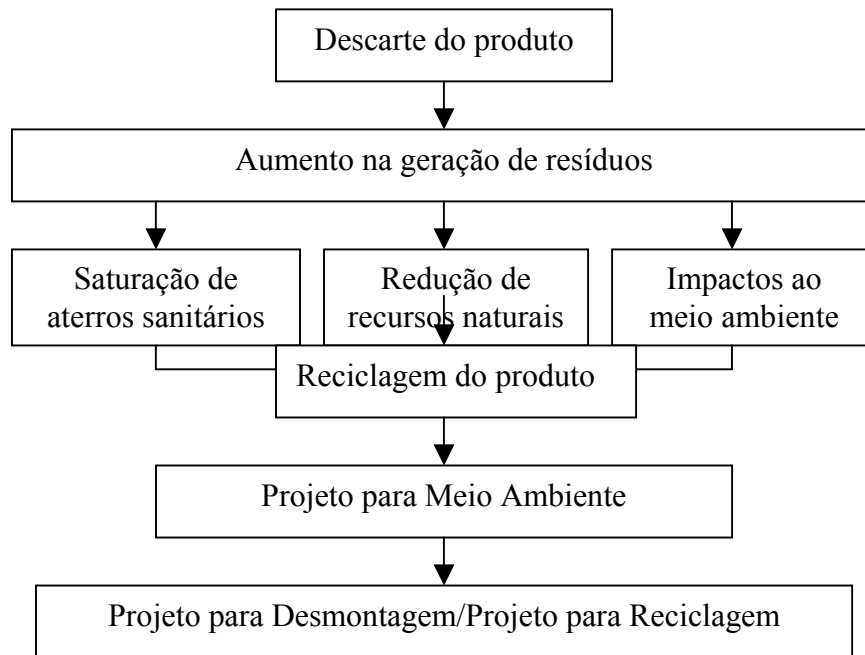 Descarte do produto
Aumento na geração de resíduos
Saturação de
aterros sanitários
Redução de
recursos naturais
Impactos ao
meio ambiente
Reciclagem do produto
Projeto para Meio Ambiente
Projeto para Desmontagem/Projeto para Reciclagem